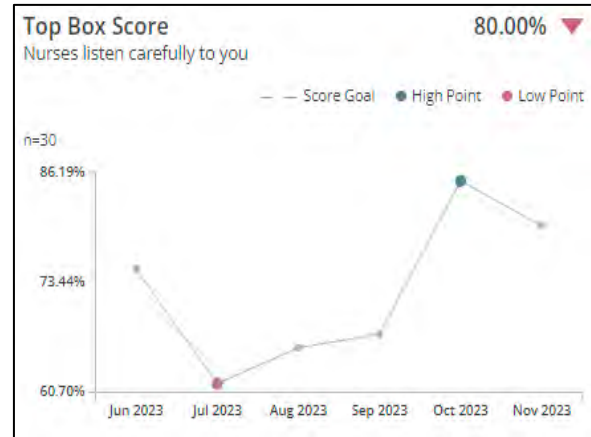 Top Box Score 80.00%
Nurses listen carefully to you
Score Goal High Point Low Point
n=30
86.19%
73.44%
60.70%
Jun 2023 Jul 2023 Aug 2023 Sep 2023 Oct 2023 Nov 2023